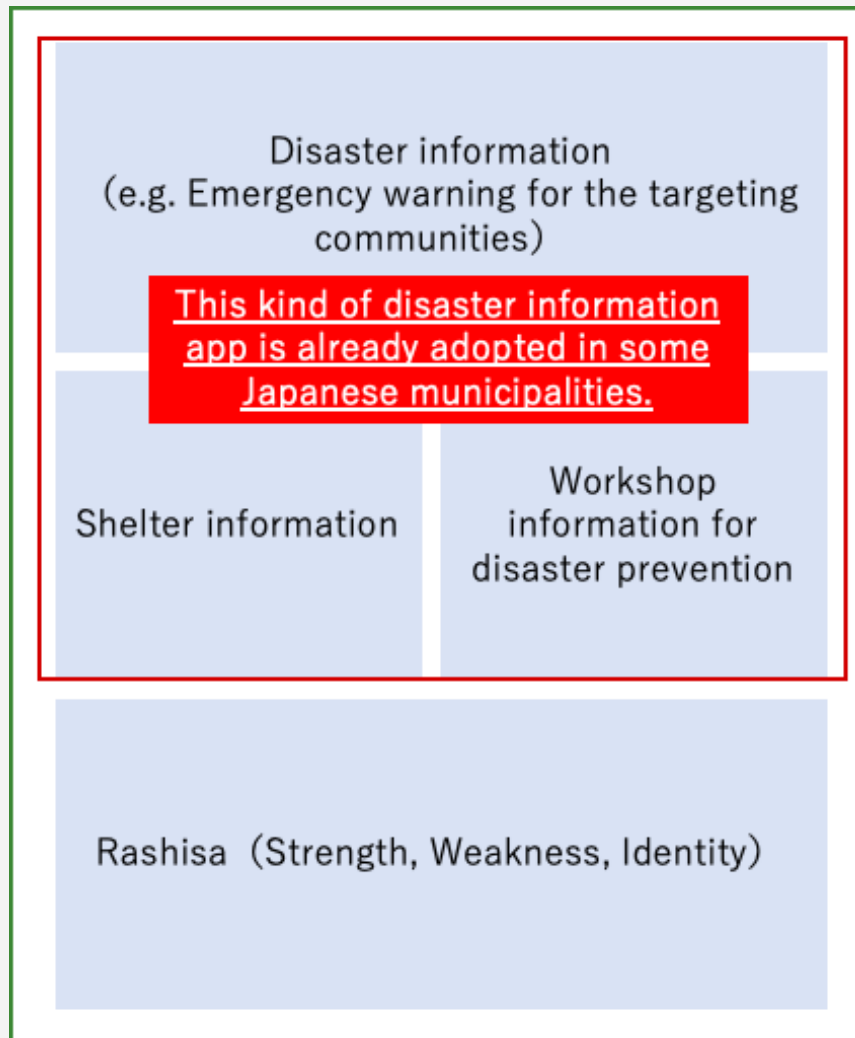 Disaster information
（e.g. Emergency warning for the targeting
communities）
This kind of disaster information
app is already adopted in some
Japanese municipalities.
Shelter information
Workshop
information for
disaster prevention
Rashisa（Strength, Weakness, Identity）